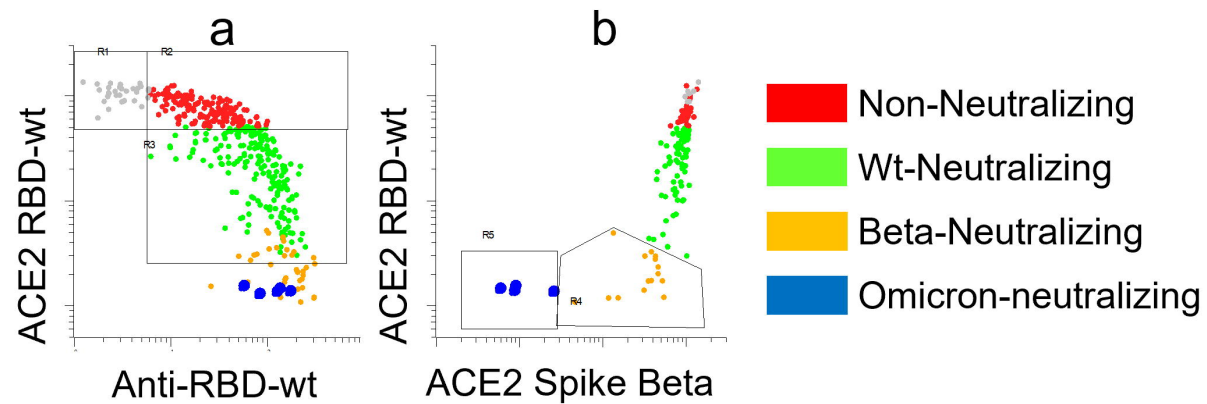 a
b
R1
R2
R3
ACE2 RBD-wt
Anti-RBD-wt
R5
R4
ACE2 RBD-wt
ACE2 Spike Beta
Non-Neutralizing
Wt-Neutralizing
Beta-Neutralizing
Omicron-neutralizing